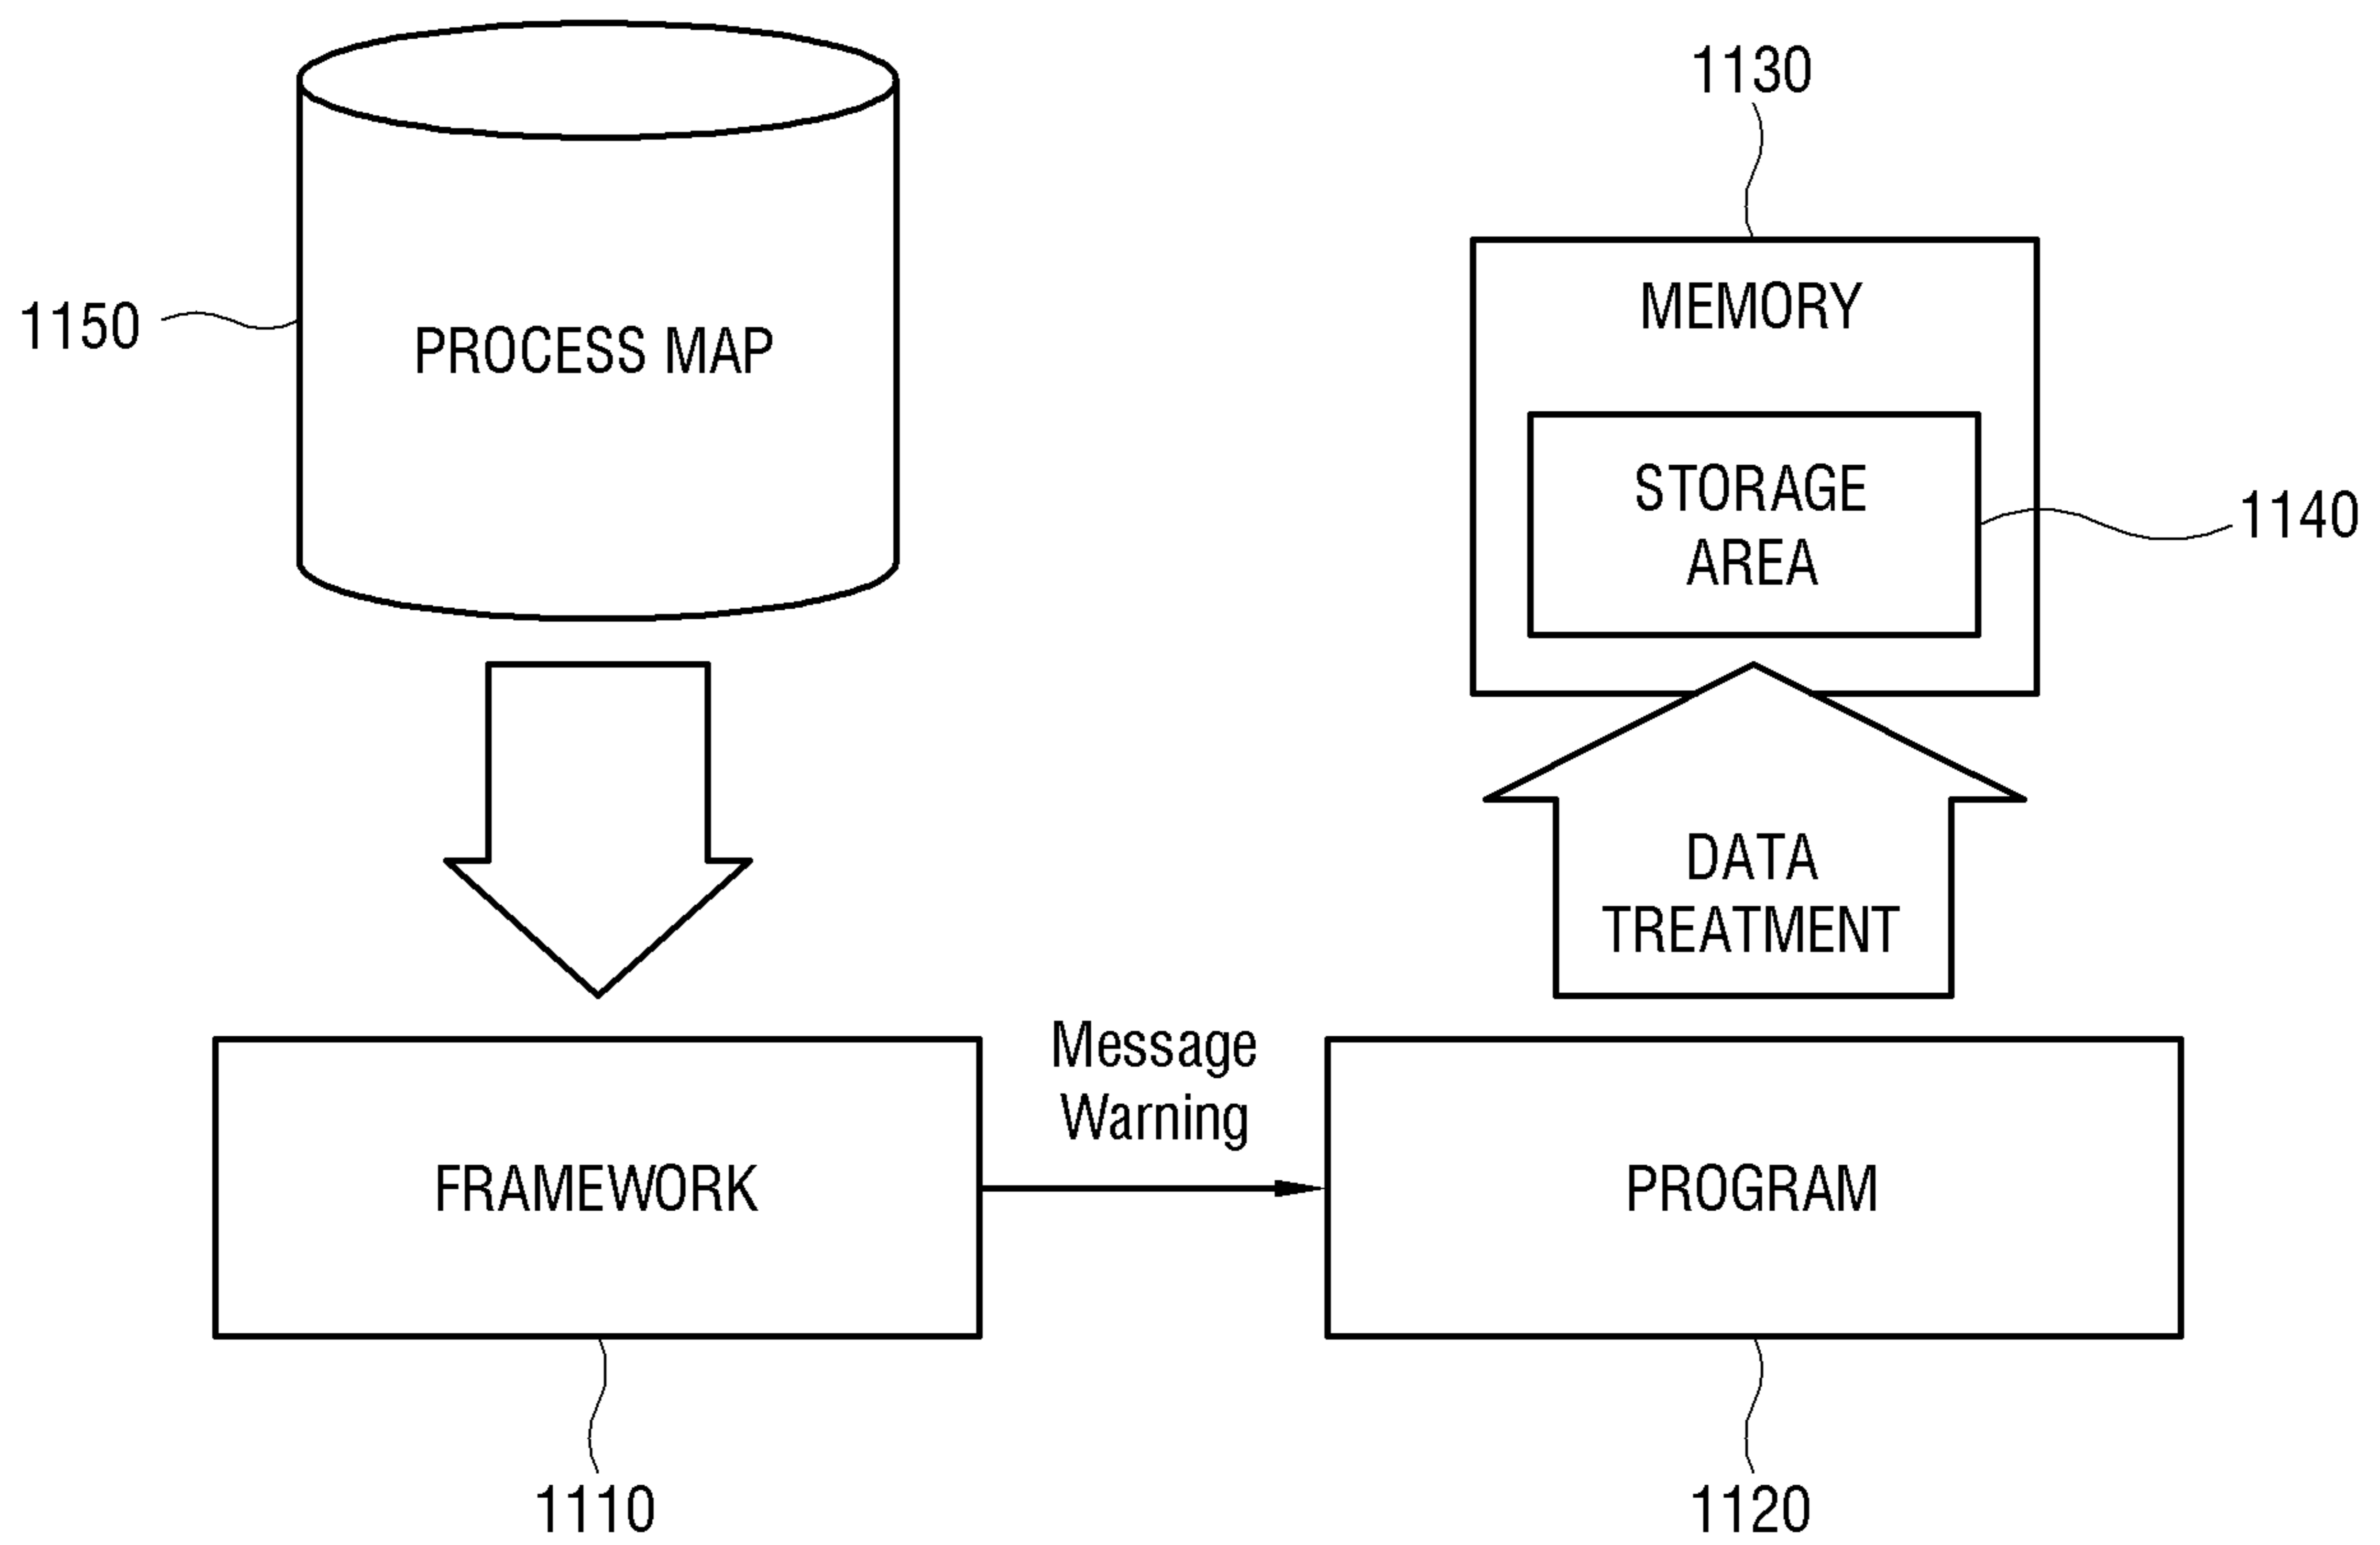 1130
MEMORY
1150
PROCESS MAP
STORAGE
AREA
1140
DATA
TREATMENT
Message
Warning
FRAMEWORK
PROGRAM
1110
1120